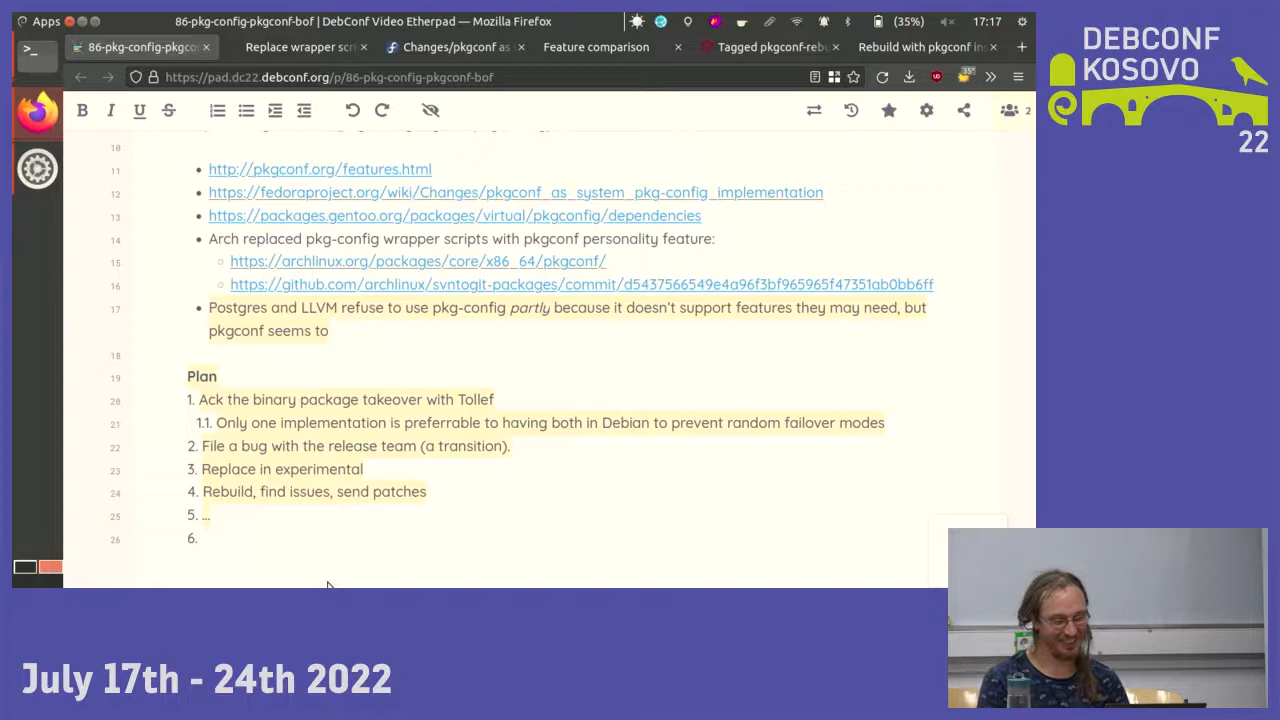 Apps
86-pkg-config-pkgconf-bof | DebConf Video Etherpad — Mozilla Firefox
(35%)
17:17
86-pkg-config-pkgco
Replace wrapper scri
Changes/pkgconf as
Feature comparison
Tagged pkgconf-rebu
Rebuild with pkgconf ins
https://pad.dc22.debconf.org/p/86-pkg-config-pkgconf-bof
35°
2
10
11 http://pkgconf.org/features.html
12 https://fedoraproject.org/wiki/Changes/pkgconf_as_system_pkg-config_implementation
13 https://packages.gentoo.org/packages/virtual/pkgconfig/dependencies
14 Arch replaced pkg-config wrapper scripts with pkgconf personality feature:
15 https://archlinux.org/packages/core/x86_64/pkgconf/
16 https://github.com/archlinux/svntogit-packages/commit/d5437566549e4a96f3bf965965f47351ab0bb6ff
17 Postgres and LLVM refuse to use pkg-config partly because it doesn't support features they may need, but
pkgconf seems to
18
19 Plan
20 1. Ack the binary package takeover with Tollef
21 1.1. Only one implementation is preferrable to having both in Debian to prevent random failover modes
22 2. File a bug with the release team (a transition).
23 3. Replace in experimental
24 4. Rebuild, find issues, send patches
25 5. ...
26 6.
DEBCONF
KOSOVO
22
July 17th - 24th 2022